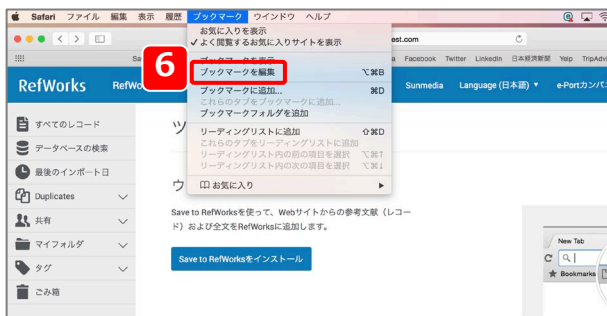 Safari ファイル 編集 表示 履歴 ブックマーク ウインドウ ヘルプ
お気に入りを表示
✓ よく閲覧するお気に入りサイトを表示
est.com
ブックマークを表示
Sa
a Facebook Twitter LinkedIn 日本経済新聞 Yelp TripAdvi
6
ブックマークを編集 ⌥⌘B
RefWorks RefWo
Sunmedia Language (日本語) ▾ e-Portカンパ
ブックマークに追加... ⌘D
これらのタブをブックマークに追加...
ブックマークフォルダを追加
すべてのレコード
ツ
リーディングリストに追加 ⇧⌘D
これらのタブをリーディングリストに追加
データベースの検索
リーディングリスト内の前の項目を選択 ⌥⌘↑
リーディングリスト内の次の項目を選択 ⌥⌘↓
最後のインポート日
ウ
お気に入り ▶
Duplicates
共有
Save to RefWorksを使って、Webサイトからの参考文献（レコー
ド）および全文をRefWorksに追加します。
マイフォルダ
New Tab
Save to RefWorksをインストール
タグ
Bookmarks
ごみ箱